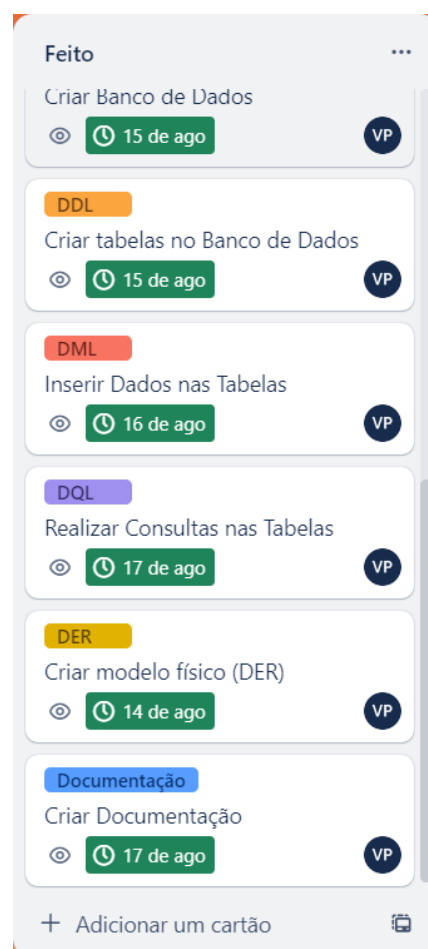 Feito
Criar Banco de Dados
15 de ago
VP
DDL
Criar tabelas no Banco de Dados
15 de ago
VP
DML
Inserir Dados nas Tabelas
16 de ago
VP
DQL
Realizar Consultas nas Tabelas
17 de ago
VP
DER
Criar modelo físico (DER)
14 de ago
VP
Documentação
Criar Documentação
17 de ago
VP
+ Adicionar um cartão